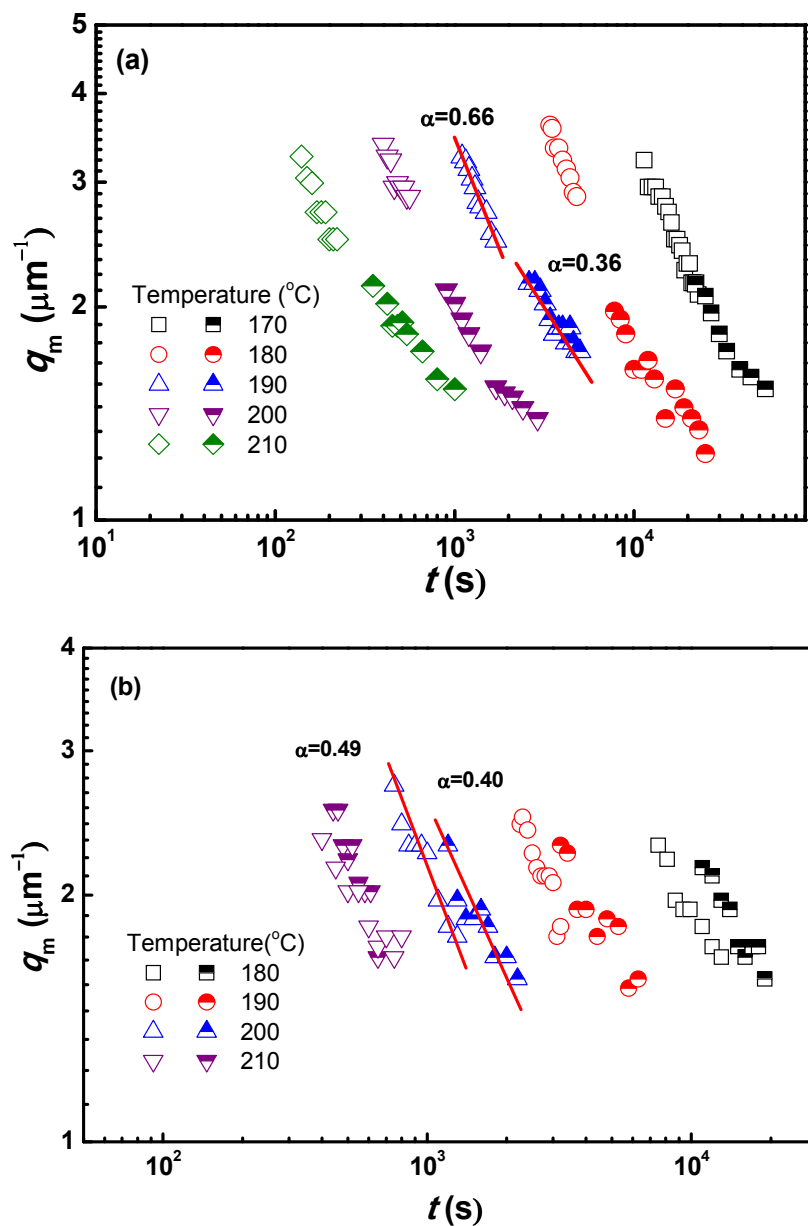 5
(a)
4
α=0.66
3
α=0.36
qm (μm⁻¹)
2
Temperature (°C)
170
180
190
200
210
1
10¹ 10² 10³ 10⁴
t (s)
4
(b)
3
α=0.49
α=0.40
qm (μm⁻¹)
2
Temperature(°C)
180
190
200
210
1
10² 10³ 10⁴
t (s)